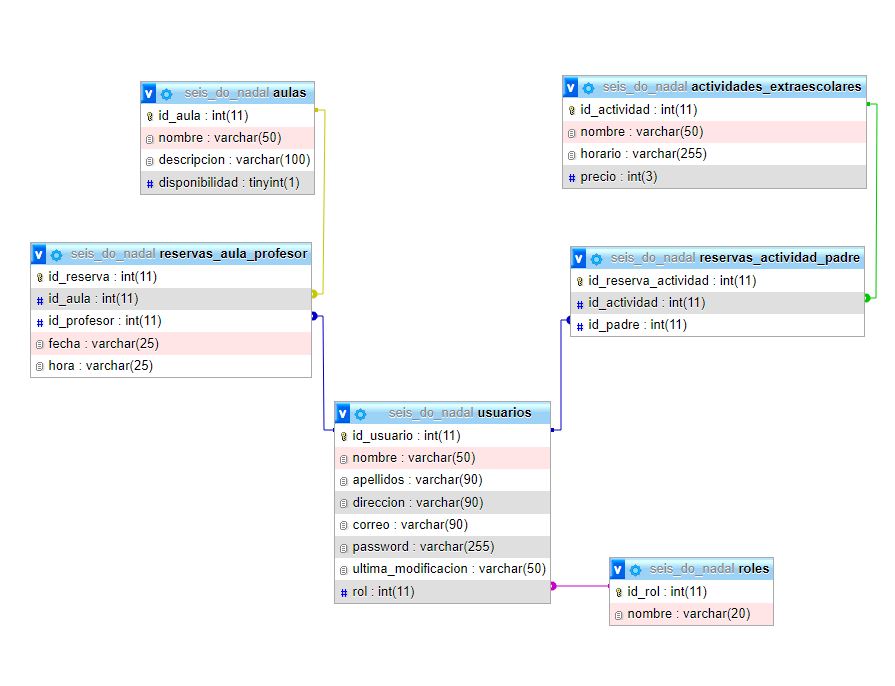 v seis_do_nadal aulas
id_aula : int(11)
nombre : varchar(50)
descripcion : varchar(100)
# disponibilidad : tinyint(1)
v seis_do_nadal actividades_extraescolares
id_actividad : int(11)
nombre : varchar(50)
horario : varchar(255)
# precio : int(3)
v seis_do_nadal reservas_aula_profesor
id_reserva : int(11)
# id_aula : int(11)
# id_profesor : int(11)
fecha : varchar(25)
hora : varchar(25)
v seis_do_nadal reservas_actividad_padre
id_reserva_actividad : int(11)
# id_actividad : int(11)
# id_padre : int(11)
v seis_do_nadal usuarios
id_usuario : int(11)
nombre : varchar(50)
apellidos : varchar(90)
direccion : varchar(90)
correo : varchar(90)
password : varchar(255)
ultima_modificacion : varchar(50)
# rol : int(11)
v seis_do_nadal roles
id_rol : int(11)
nombre : varchar(20)